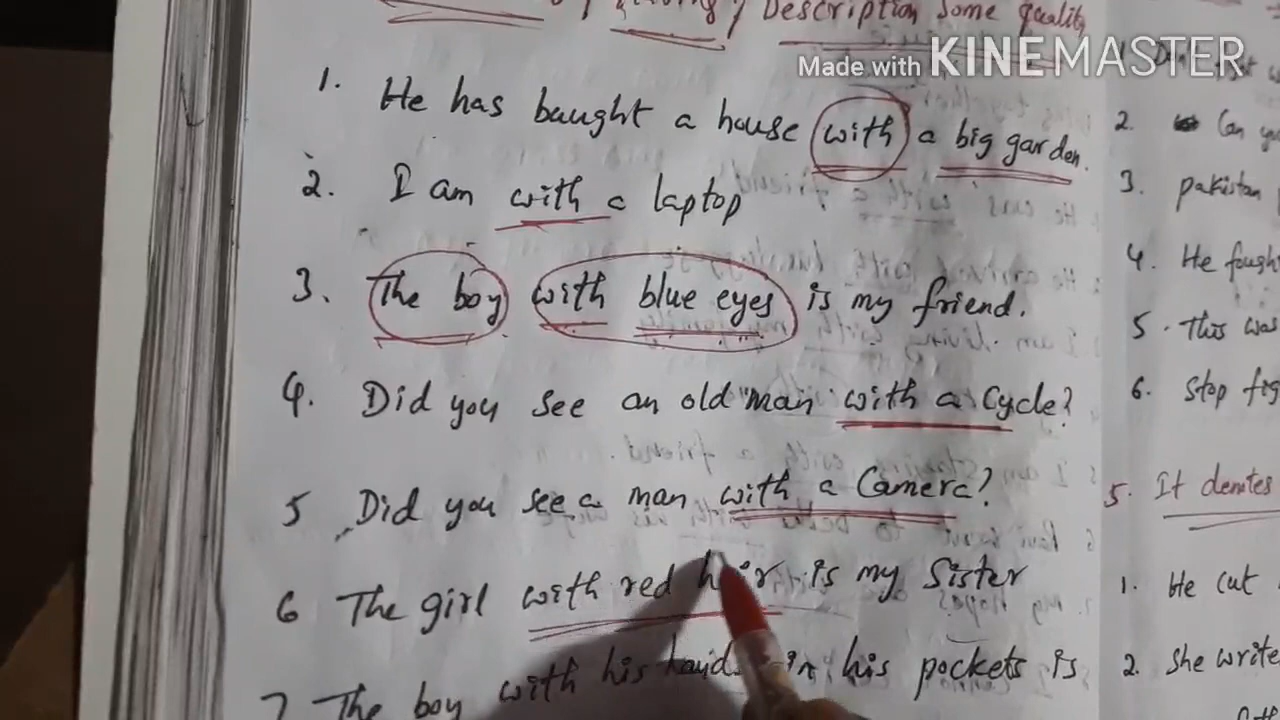 Description Some quality
Made with KINEMASTER
1. He has baught a house with a big garden.
2. I am with a laptop
3. The boy with blue eyes is my friend.
4. Did you see an old man with a Cycle?
5 Did you see a man with a Camera?
6 The girl with red hair is my Sister
7 The boy with his hands in his pockets is
2. Can
3. pakistan
4. He
5. This was
6. Stop
5. It denotes
1. He cut
2. She write